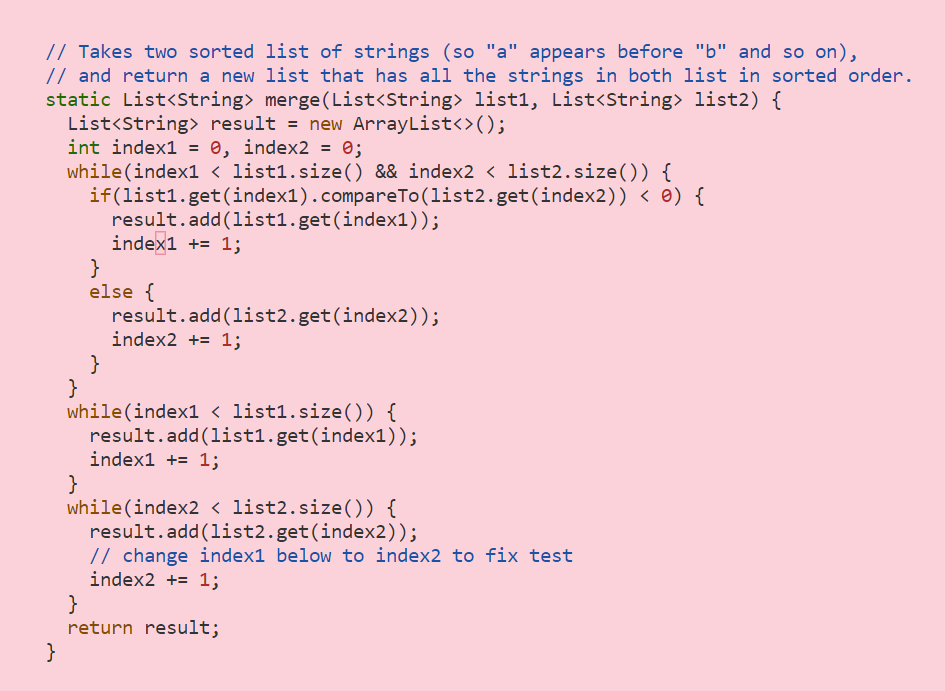 // Takes two sorted list of strings (so "a" appears before "b" and so on),
// and return a new list that has all the strings in both list in sorted order.
static List<String> merge(List<String> list1, List<String> list2) {
  List<String> result = new ArrayList<>();
  int index1 = 0, index2 = 0;
  while(index1 < list1.size() && index2 < list2.size()) {
    if(list1.get(index1).compareTo(list2.get(index2)) < 0) {
      result.add(list1.get(index1));
      index1 += 1;
    }
    else {
      result.add(list2.get(index2));
      index2 += 1;
    }
  }
  while(index1 < list1.size()) {
    result.add(list1.get(index1));
    index1 += 1;
  }
  while(index2 < list2.size()) {
    result.add(list2.get(index2));
    // change index1 below to index2 to fix test
    index2 += 1;
  }
  return result;
}